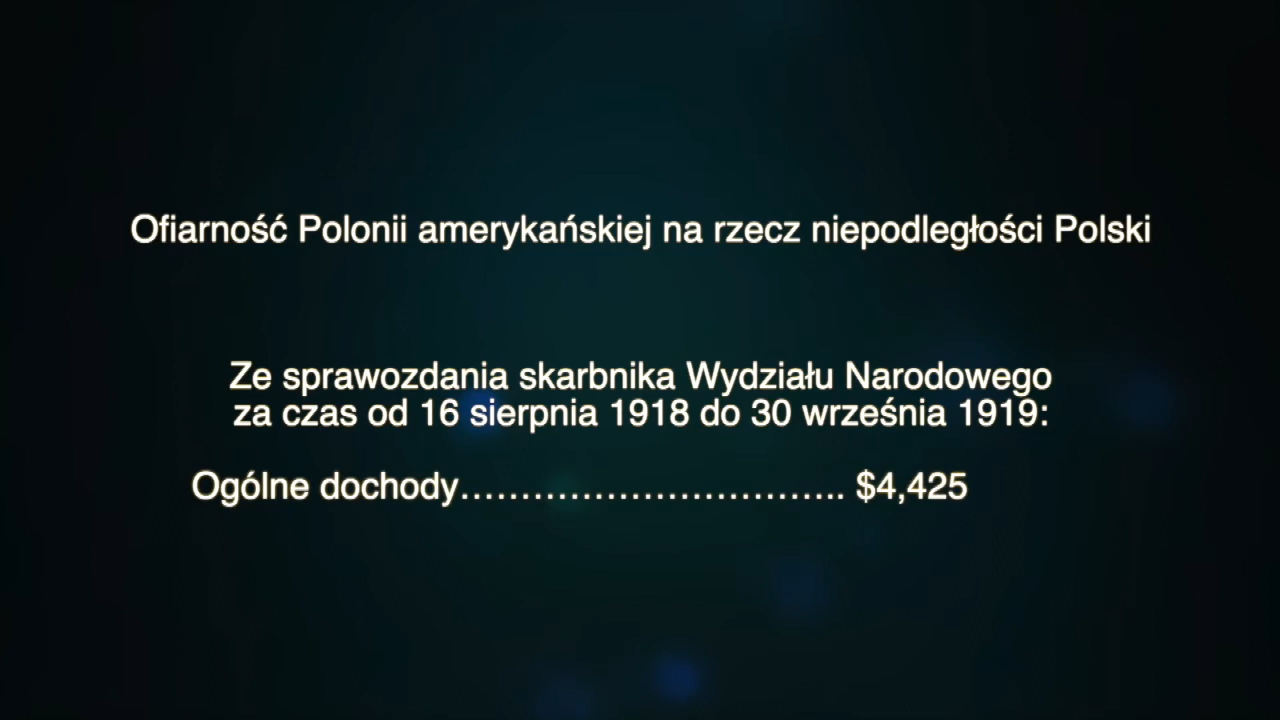 Ofiarność Polonii amerykańskiej na rzecz niepodległości Polski
Ze sprawozdania skarbnika Wydziału Narodowego
za czas od 16 sierpnia 1918 do 30 września 1919:
Ogólne dochody…………………………….. $4,425